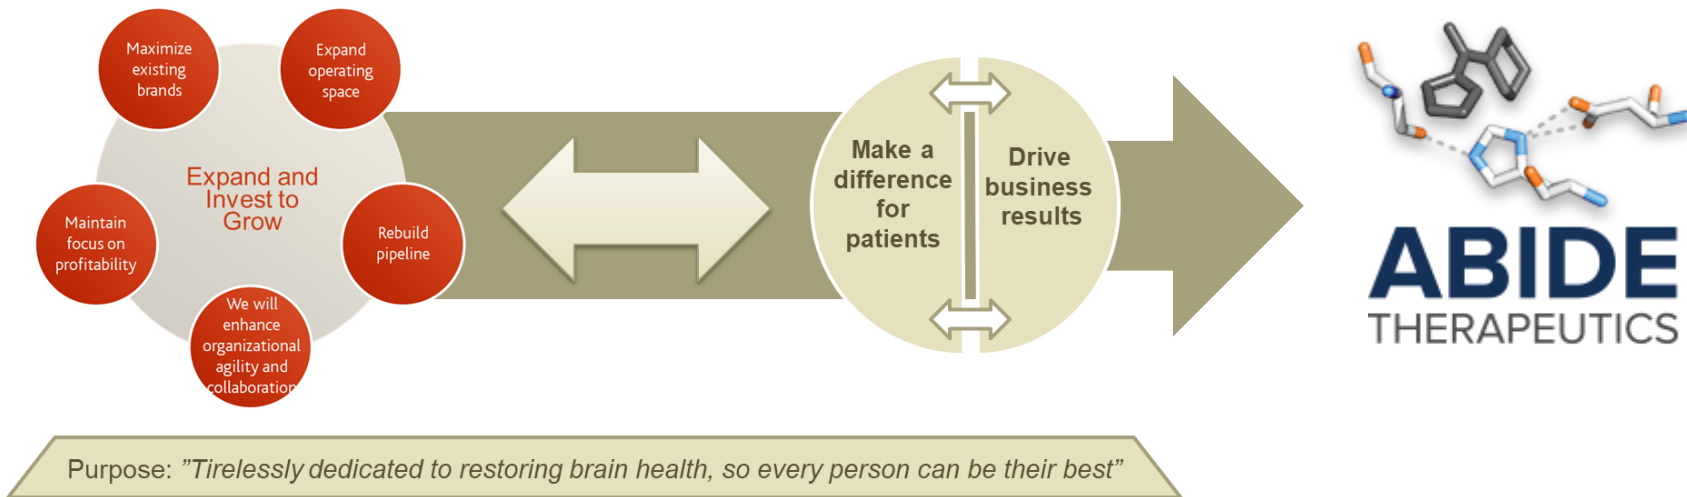 Maximize
existing
brands
Expand
operating
space
Expand and
Invest to
Grow
Maintain
focus on
profitability
Rebuild
pipeline
We will
enhance
organizational
agility and
collaboration
Make a
difference
for
patients
Drive
business
results
ABIDE
THERAPEUTICS
Purpose: ”Tirelessly dedicated to restoring brain health, so every person can be their best”